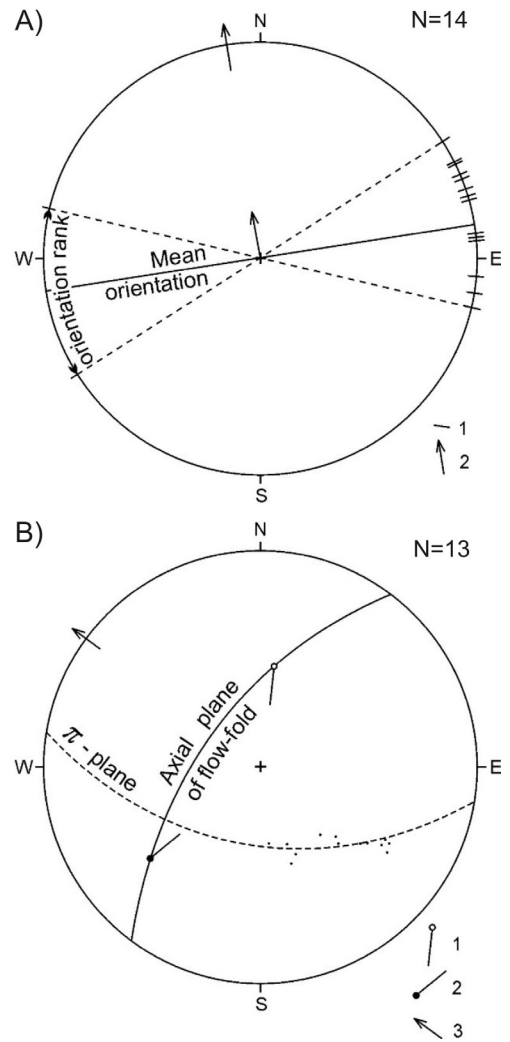 A)
N=14
N
W
E
S
orientation rank
Mean
orientation
1
2
B)
N=13
N
W
E
S
Axial plane
of flow-fold
π - plane
1
2
3